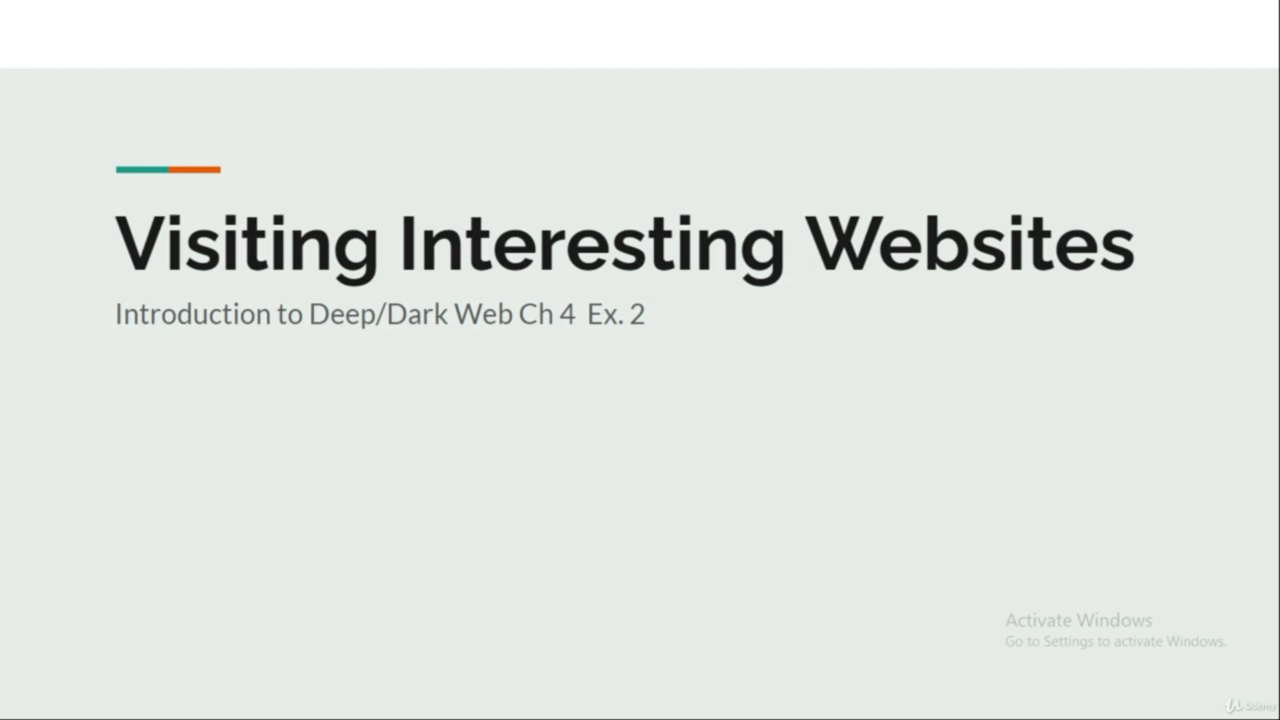 Visiting Interesting Websites
Introduction to Deep/Dark Web Ch 4 Ex. 2
Activate Windows
Go to Settings to activate Windows.
Udemy